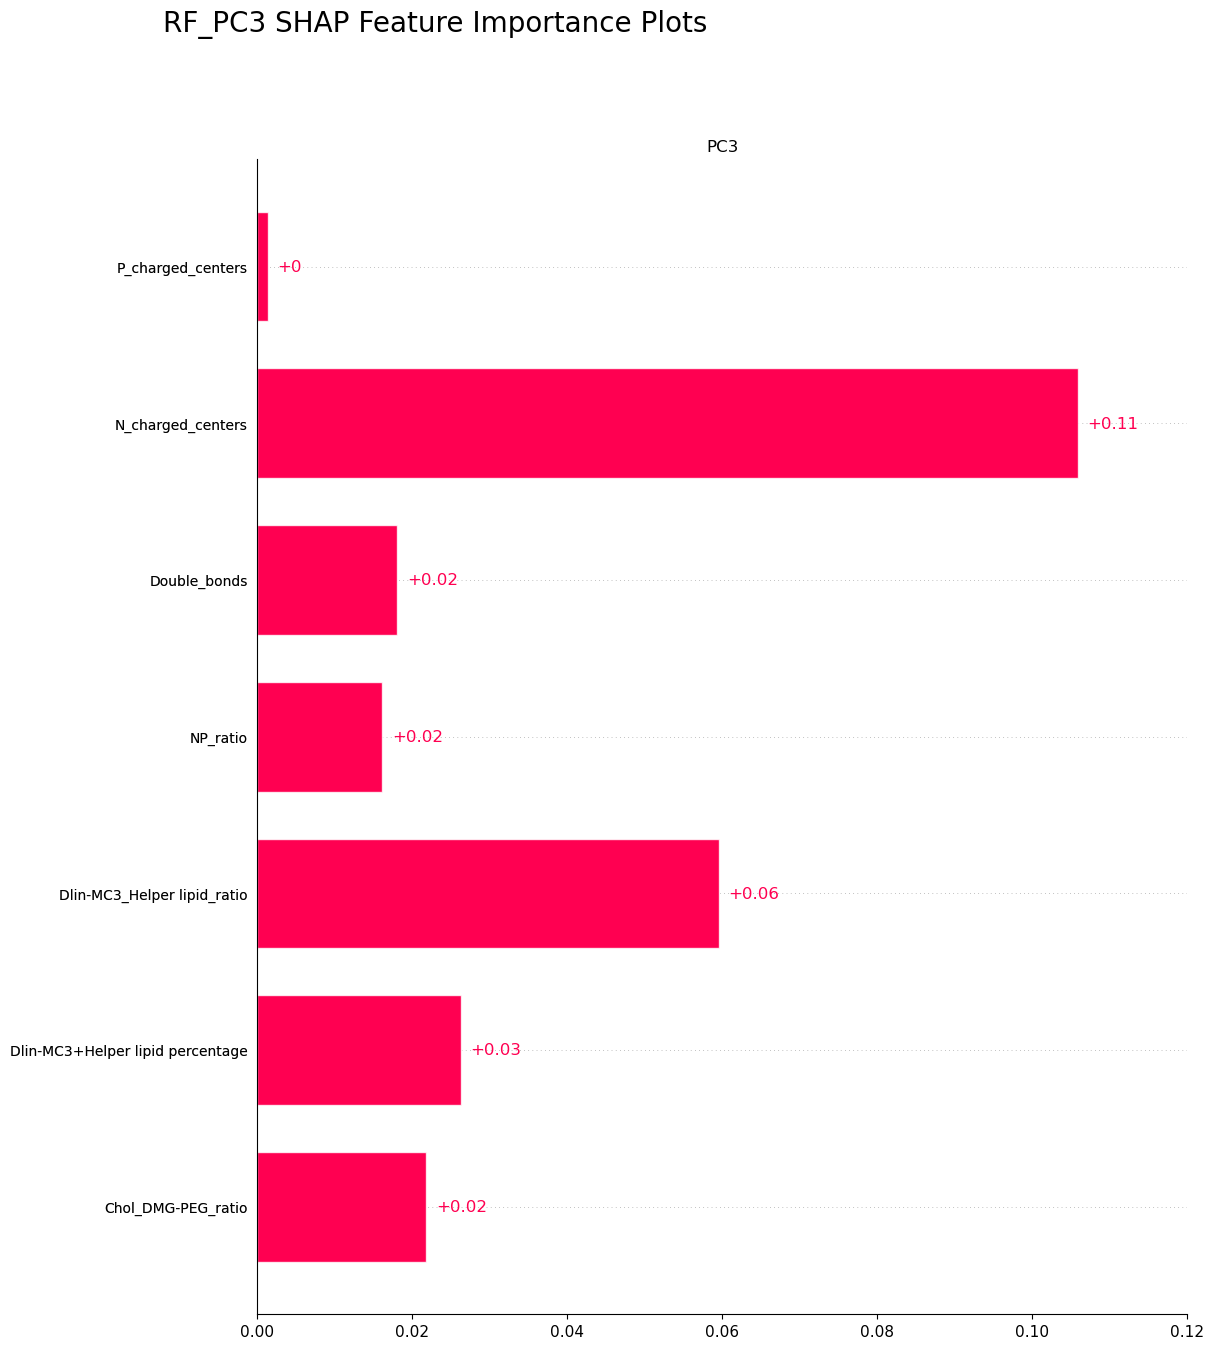 RF_PC3 SHAP Feature Importance Plots
PC3
P_charged_centers +0
N_charged_centers +0.11
Double_bonds +0.02
NP_ratio +0.02
Dlin-MC3_Helper lipid_ratio +0.06
Dlin-MC3+Helper lipid percentage +0.03
Chol_DMG-PEG_ratio +0.02
0.00 0.02 0.04 0.06 0.08 0.10 0.12